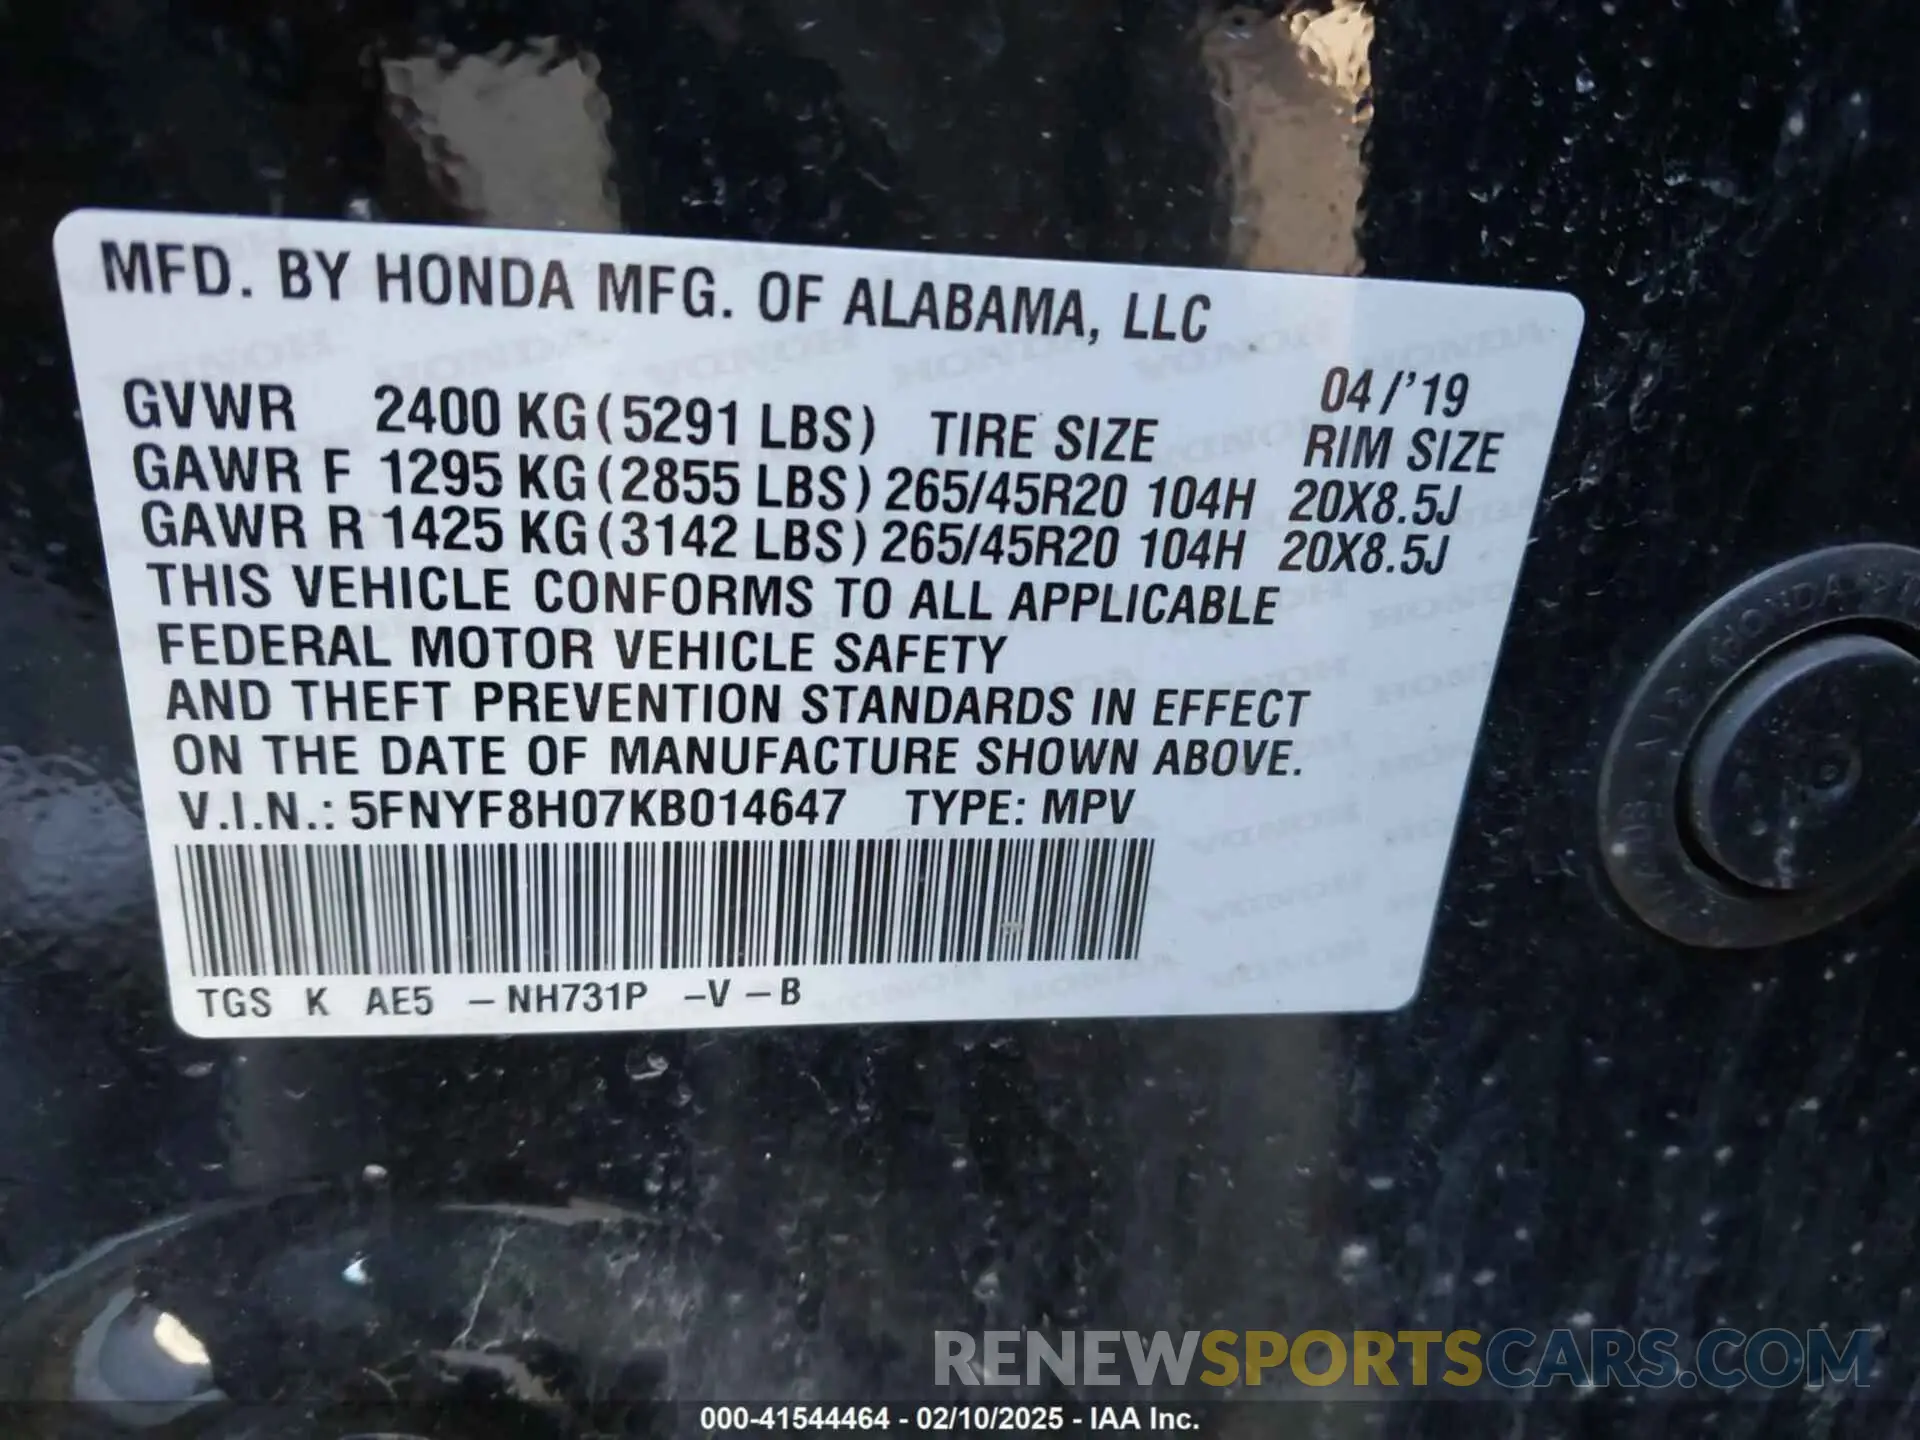 MFD. BY HONDA MFG. OF ALABAMA, LLC
04/'19
GVWR 2400 KG (5291 LBS) TIRE SIZE RIM SIZE
GAWR F 1295 KG (2855 LBS) 265/45R20 104H 20X8.5J
GAWR R 1425 KG (3142 LBS) 265/45R20 104H 20X8.5J
THIS VEHICLE CONFORMS TO ALL APPLICABLE
FEDERAL MOTOR VEHICLE SAFETY
AND THEFT PREVENTION STANDARDS IN EFFECT
ON THE DATE OF MANUFACTURE SHOWN ABOVE.
V.I.N.: 5FNYF8H07KB014647 TYPE: MPV
TGS K AE5 - NH731P -V - B
HONDA
RENEWSPORTSCARS.COM
000-41544464 - 02/10/2025 - IAA Inc.